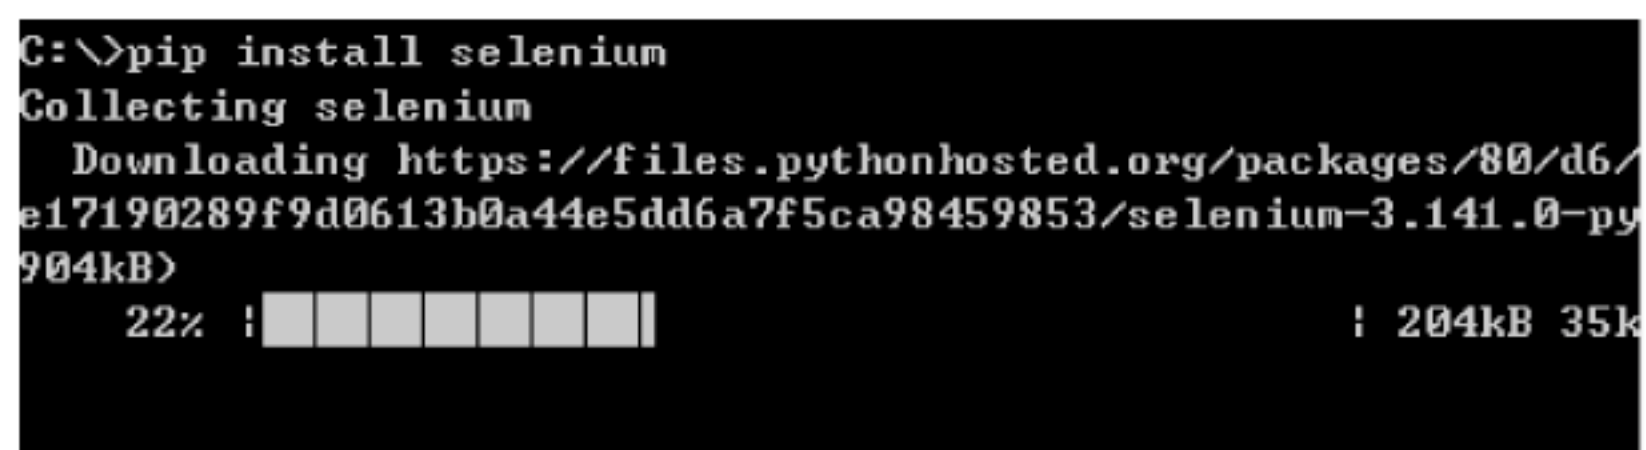 C:\>pip install selenium
Collecting selenium
Downloading https://files.pythonhosted.org/packages/80/d6/
e17190289f9d0613b0a44e5dd6a7f5ca98459853/selenium-3.141.0-py
904kB)
22% | | 204kB 35k